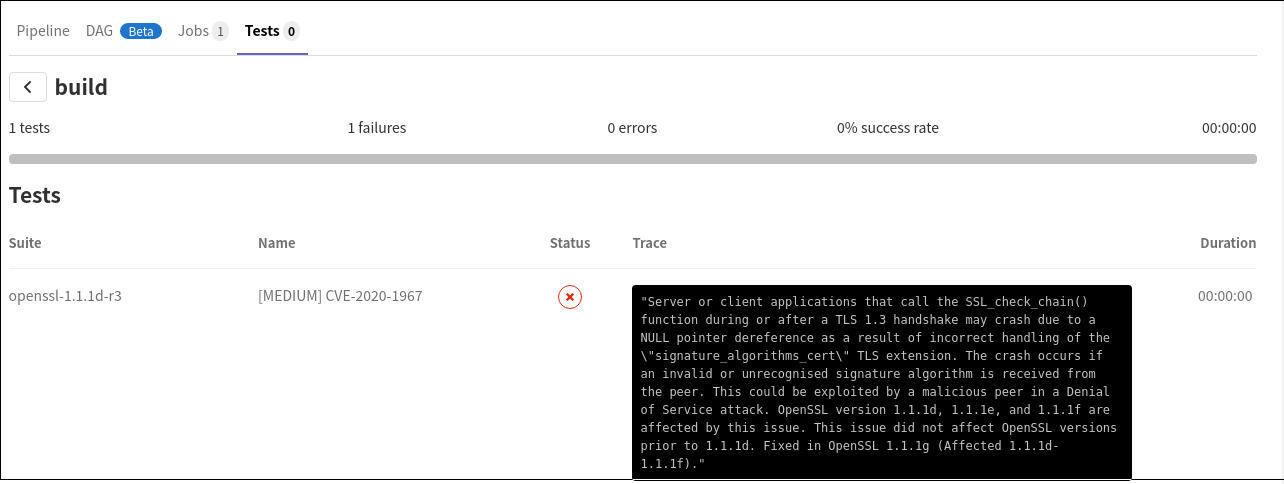 Pipeline DAG Beta Jobs 1 Tests 0
build
1 tests 1 failures 0 errors 0% success rate 00:00:00
Tests
Suite Name Status Trace Duration
openssl-1.1.1d-r3 [MEDIUM] CVE-2020-1967 00:00:00
"Server or client applications that call the SSL_check_chain()
function during or after a TLS 1.3 handshake may crash due to a
NULL pointer dereference as a result of incorrect handling of the
\"signature_algorithms_cert\" TLS extension. The crash occurs if
an invalid or unrecognised signature algorithm is received from
the peer. This could be exploited by a malicious peer in a Denial
of Service attack. OpenSSL version 1.1.1d, 1.1.1e, and 1.1.1f are
affected by this issue. This issue did not affect OpenSSL versions
prior to 1.1.1d. Fixed in OpenSSL 1.1.1g (Affected 1.1.1d-
1.1.1f)."